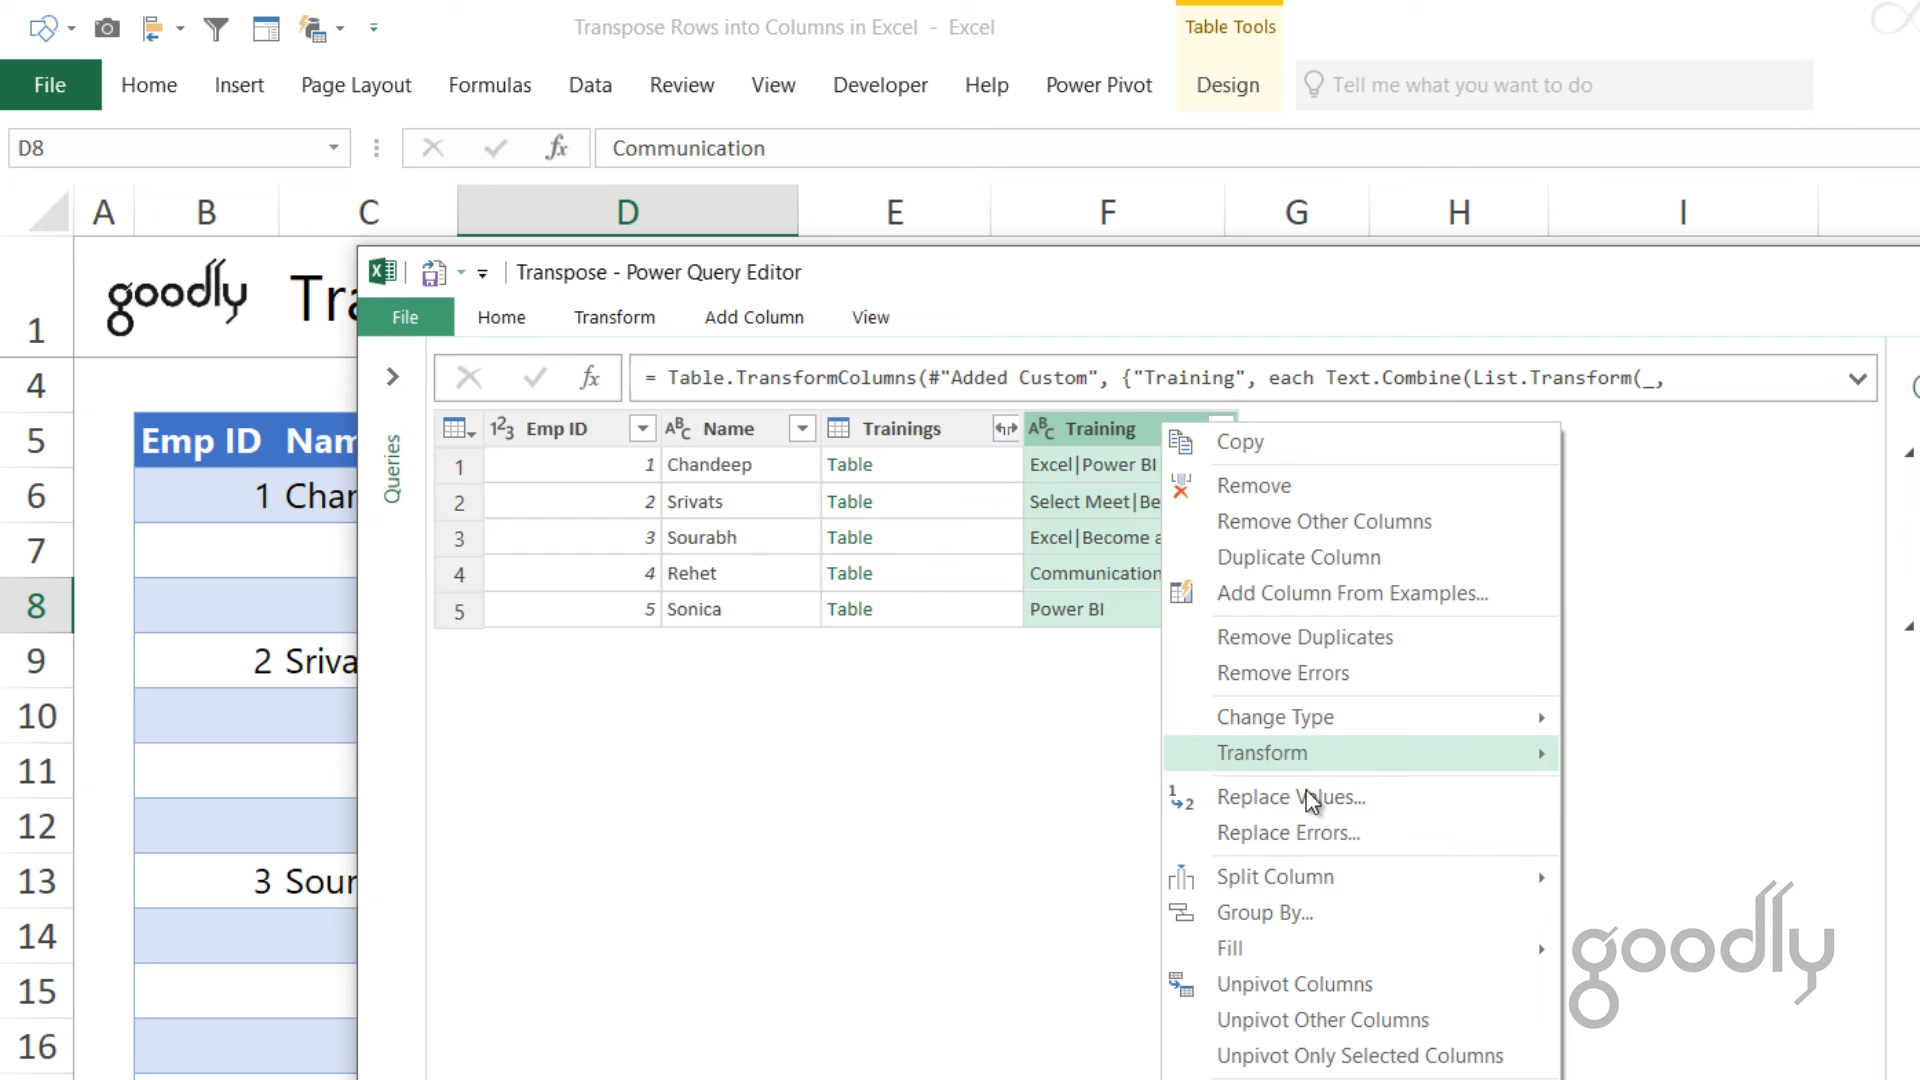 Transpose Rows into Columns in Excel - Excel
Table Tools
File Home Insert Page Layout Formulas Data Review View Developer Help Power Pivot Design Tell me what you want to do
D8 fx Communication
A B C D E F G H I
goodly
Transpose - Power Query Editor
File Home Transform Add Column View
fx = Table.TransformColumns(#"Added Custom", {"Training", each Text.Combine(List.Transform(_,
Queries
123 Emp ID ABC Name Trainings ABC Training
1 1 Chandeep Table Excel|Power BI
2 2 Srivats Table Select Meet|Be
3 3 Sourabh Table Excel|Become a
4 4 Rehet Table Communication
5 5 Sonica Table Power BI
Copy
Remove
Remove Other Columns
Duplicate Column
Add Column From Examples...
Remove Duplicates
Remove Errors
Change Type
Transform
Replace Values...
Replace Errors...
Split Column
Group By...
Fill
Unpivot Columns
Unpivot Other Columns
Unpivot Only Selected Columns
1 Tra
4
5 Emp ID Nam
6 1 Char
7
8
9 2 Sriva
10
11
12
13 3 Sour
14
15
16
goodly